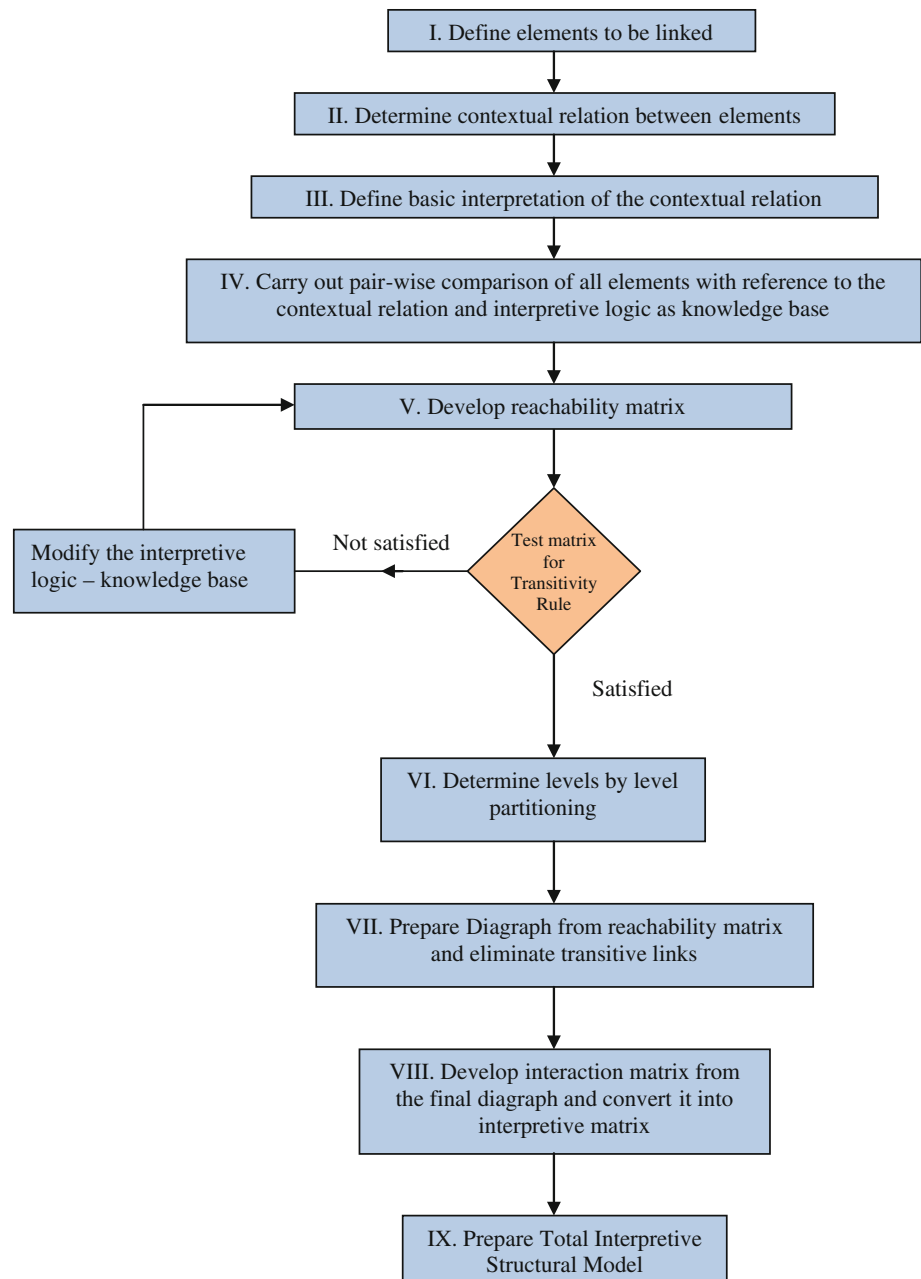 I. Define elements to be linked
II. Determine contextual relation between elements
III. Define basic interpretation of the contextual relation
IV. Carry out pair-wise comparison of all elements with reference to the
contextual relation and interpretive logic as knowledge base
V. Develop reachability matrix
Modify the interpretive
logic – knowledge base
Not satisfied
Test matrix
for
Transitivity
Rule
Satisfied
VI. Determine levels by level
partitioning
VII. Prepare Diagraph from reachability matrix
and eliminate transitive links
VIII. Develop interaction matrix from
the final diagraph and convert it into
interpretive matrix
IX. Prepare Total Interpretive
Structural Model